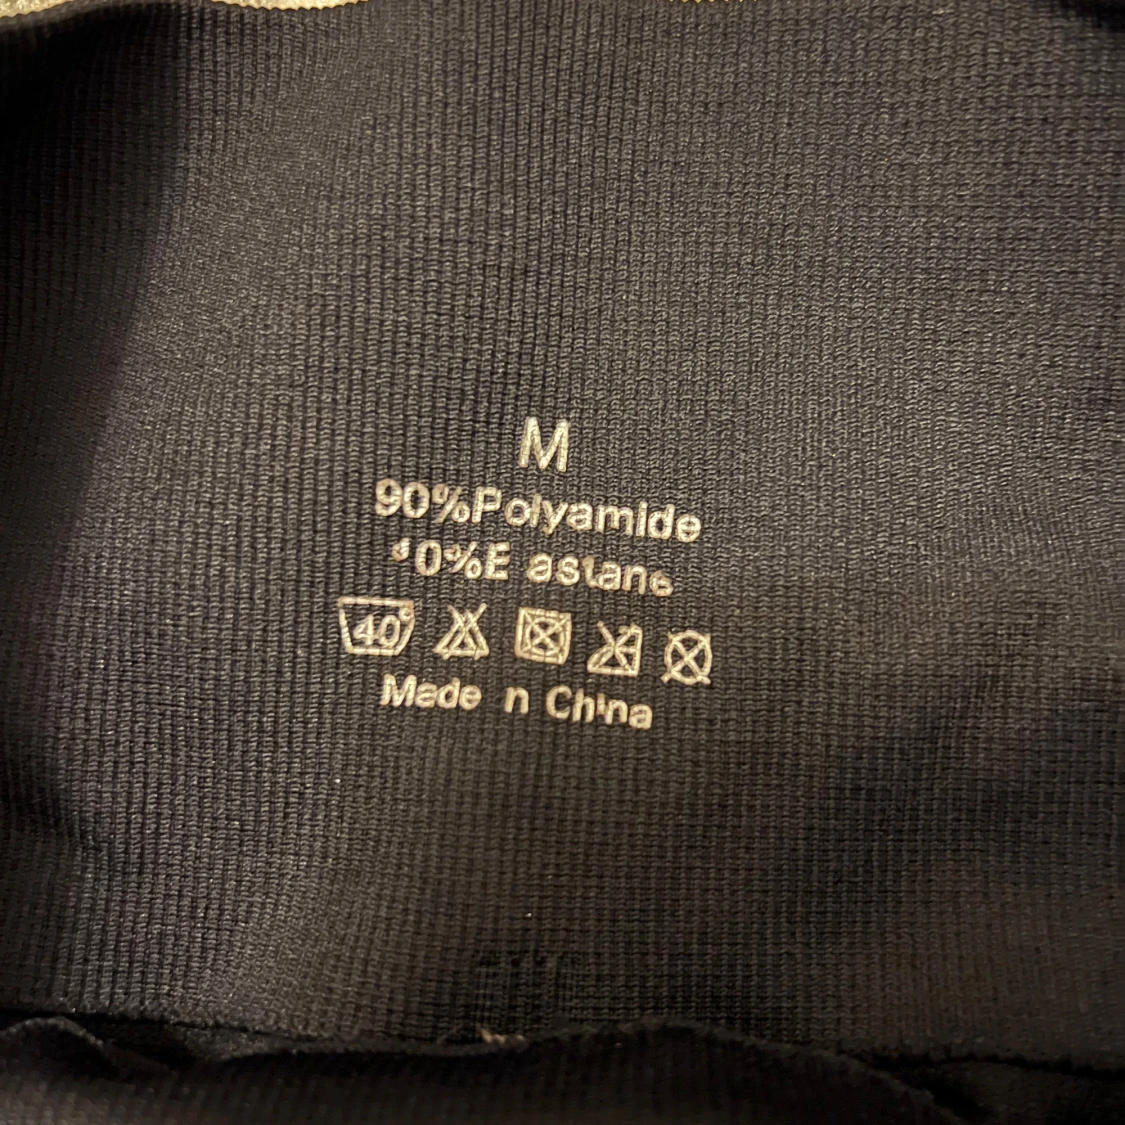 M
90%Polyamide
10%E astane
40°
Made n China